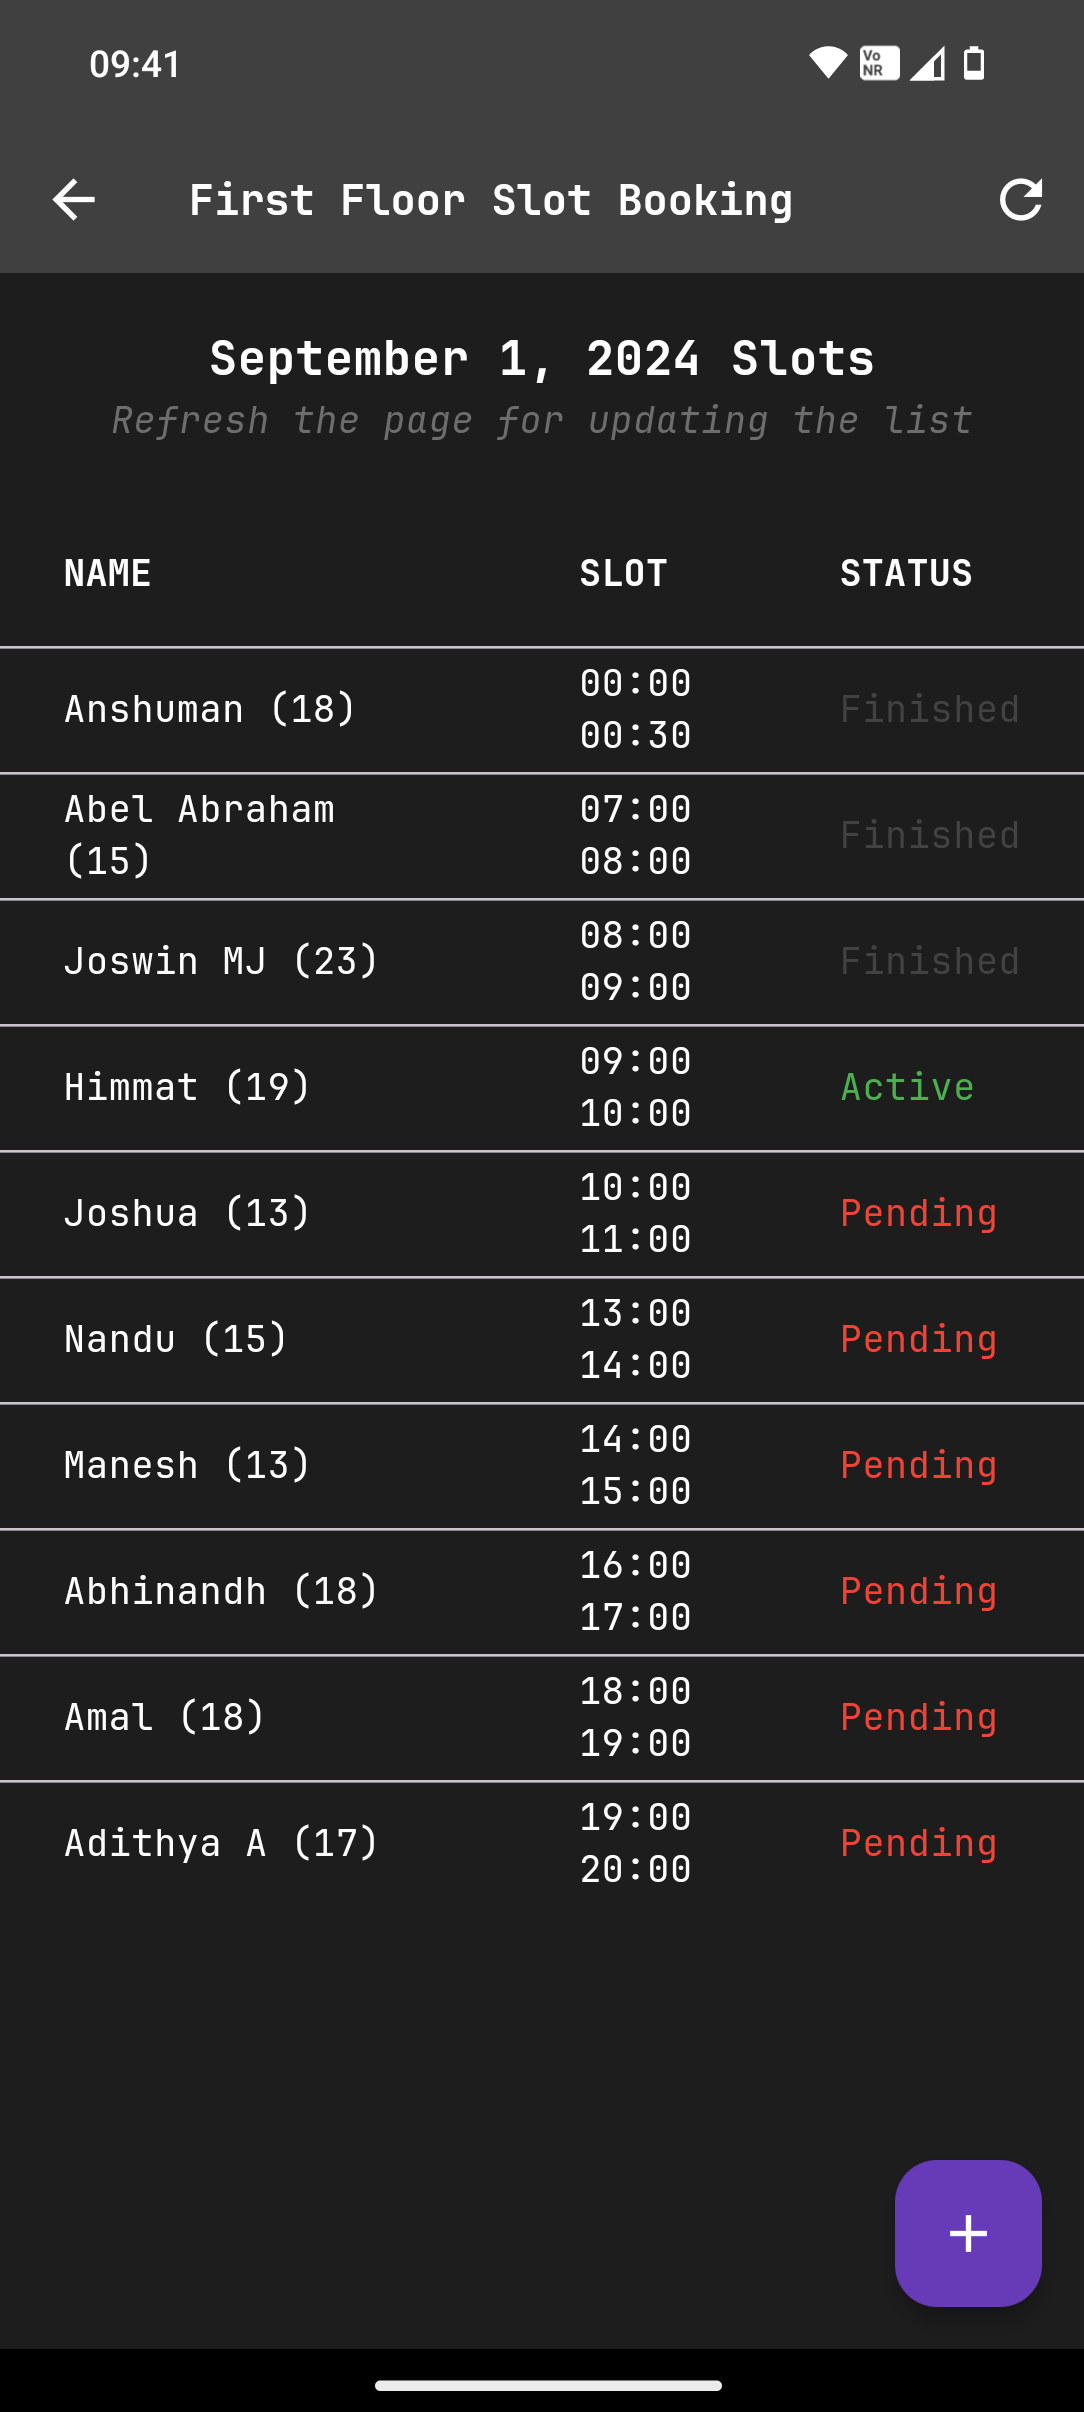 09:41
Vo
NR
First Floor Slot Booking
September 1, 2024 Slots
Refresh the page for updating the list
NAME SLOT STATUS
Anshuman (18) 00:00 00:30 Finished
Abel Abraham (15) 07:00 08:00 Finished
Joswin MJ (23) 08:00 09:00 Finished
Himmat (19) 09:00 10:00 Active
Joshua (13) 10:00 11:00 Pending
Nandu (15) 13:00 14:00 Pending
Manesh (13) 14:00 15:00 Pending
Abhinandh (18) 16:00 17:00 Pending
Amal (18) 18:00 19:00 Pending
Adithya A (17) 19:00 20:00 Pending